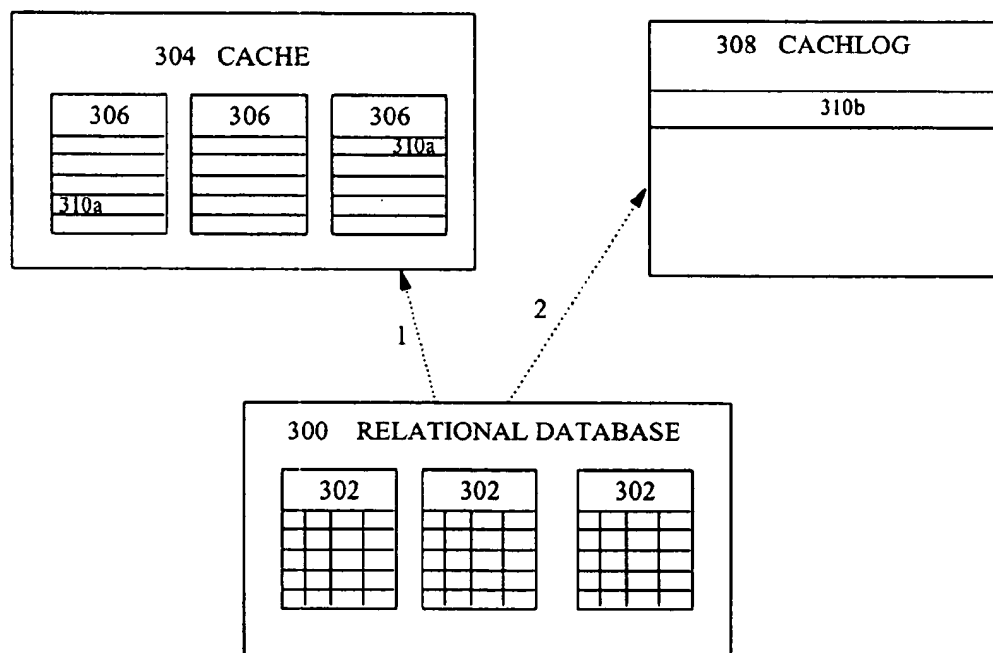 304 CACHE
306 306 306
310a
310a
308 CACHLOG
310b
1
2
300 RELATIONAL DATABASE
302 302 302